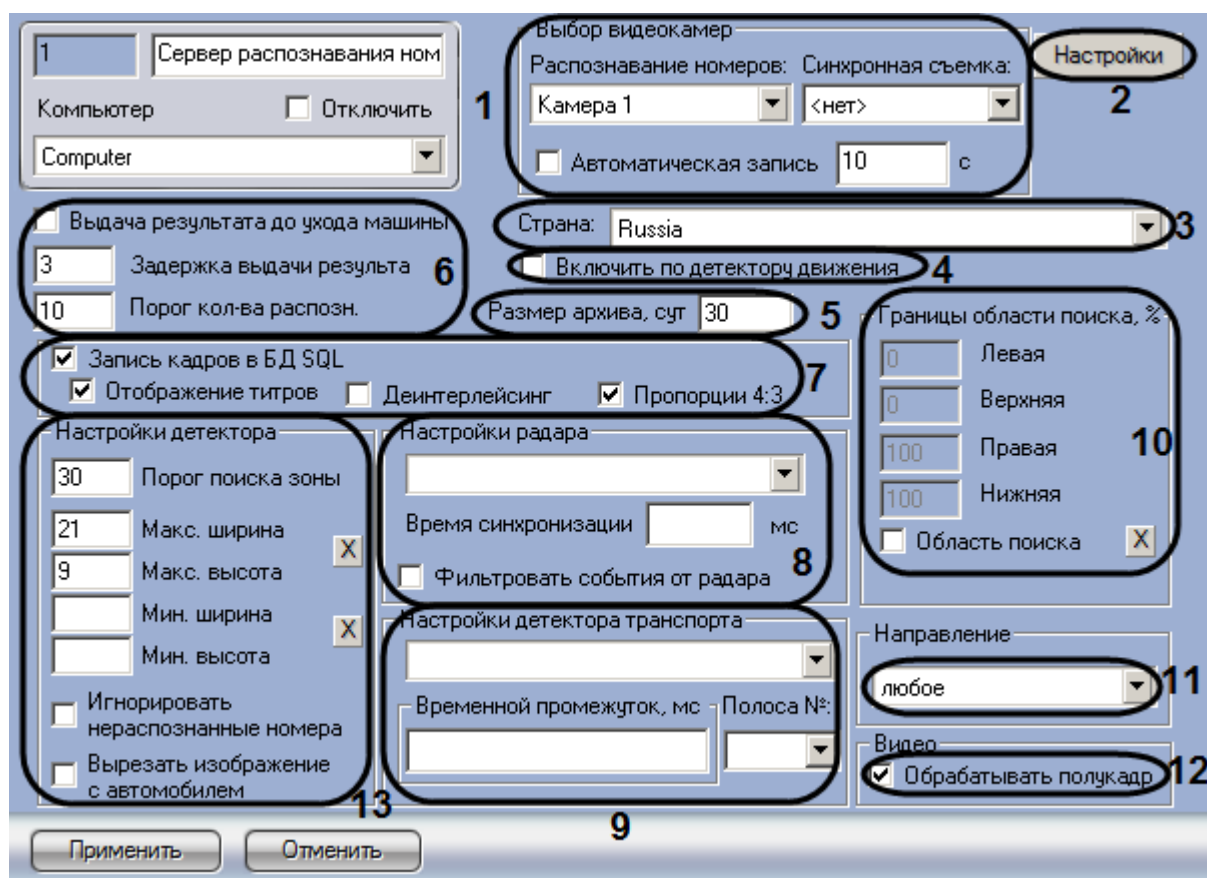 1
Сервер распознавания ном
Компьютер
Отключить
Computer
1
Выбор видеокамер
Распознавание номеров:
Синхронная съемка:
Камера 1
<нет>
Автоматическая запись
10
с
Настройки
2
Выдача результата до ухода машины
3
Задержка выдачи результа
10
Порог кол-ва распозн.
6
Страна:
Russia
3
Включить по детектору движения
4
Размер архива, сут
30
5
Запись кадров в БД SQL
Отображение титров
Деинтерлейсинг
Пропорции 4:3
7
Границы области поиска, %
0
Левая
0
Верхняя
100
Правая
100
Нижняя
Область поиска
X
10
Настройки детектора
30
Порог поиска зоны
21
Макс. ширина
9
Макс. высота
X
Мин. ширина
Мин. высота
X
Игнорировать
нераспознанные номера
Вырезать изображение
с автомобилем
13
Настройки радара
Время синхронизации
мс
Фильтровать события от радара
8
Настройки детектора транспорта
Временной промежуток, мс
Полоса №:
9
Направление
любое
11
Видео
Обрабатывать полукадр
12
Применить
Отменить